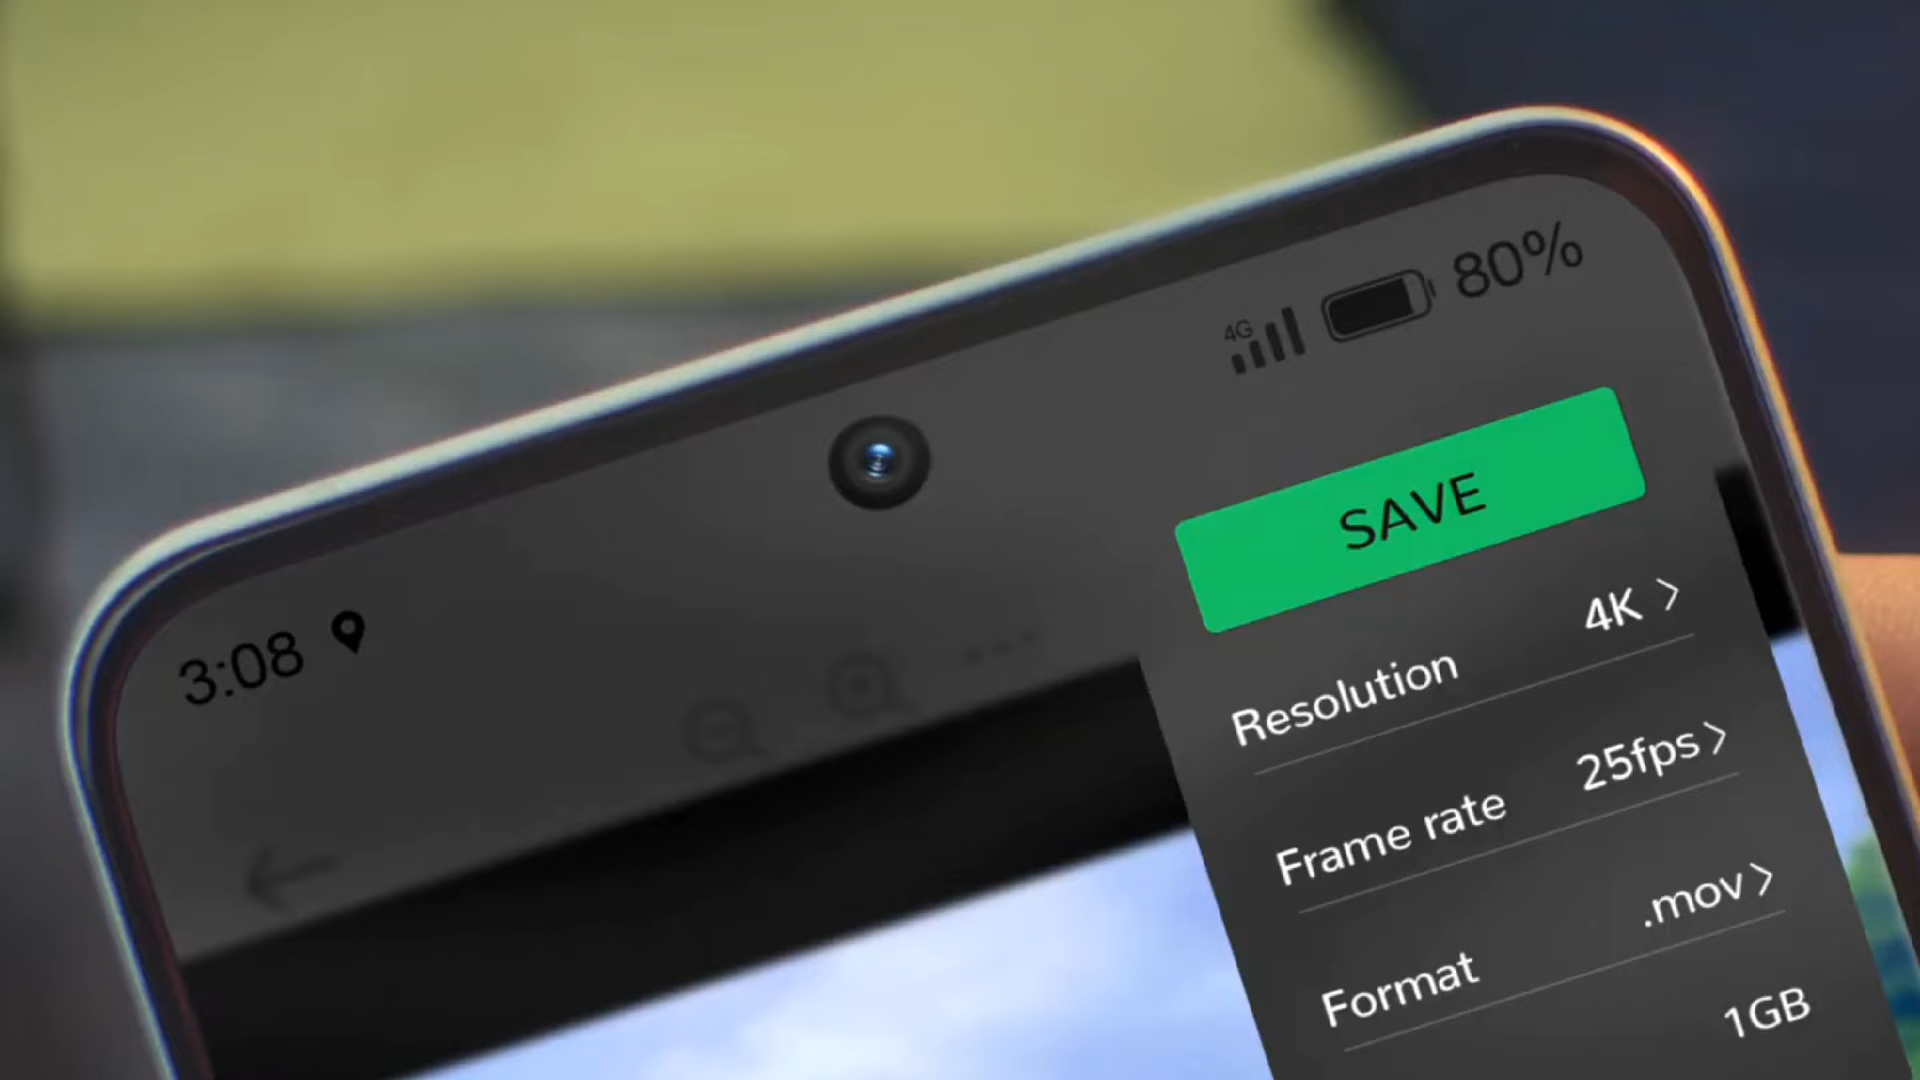 3:08
4G 80%
SAVE
Resolution 4K
Frame rate 25fps
Format .mov
1GB